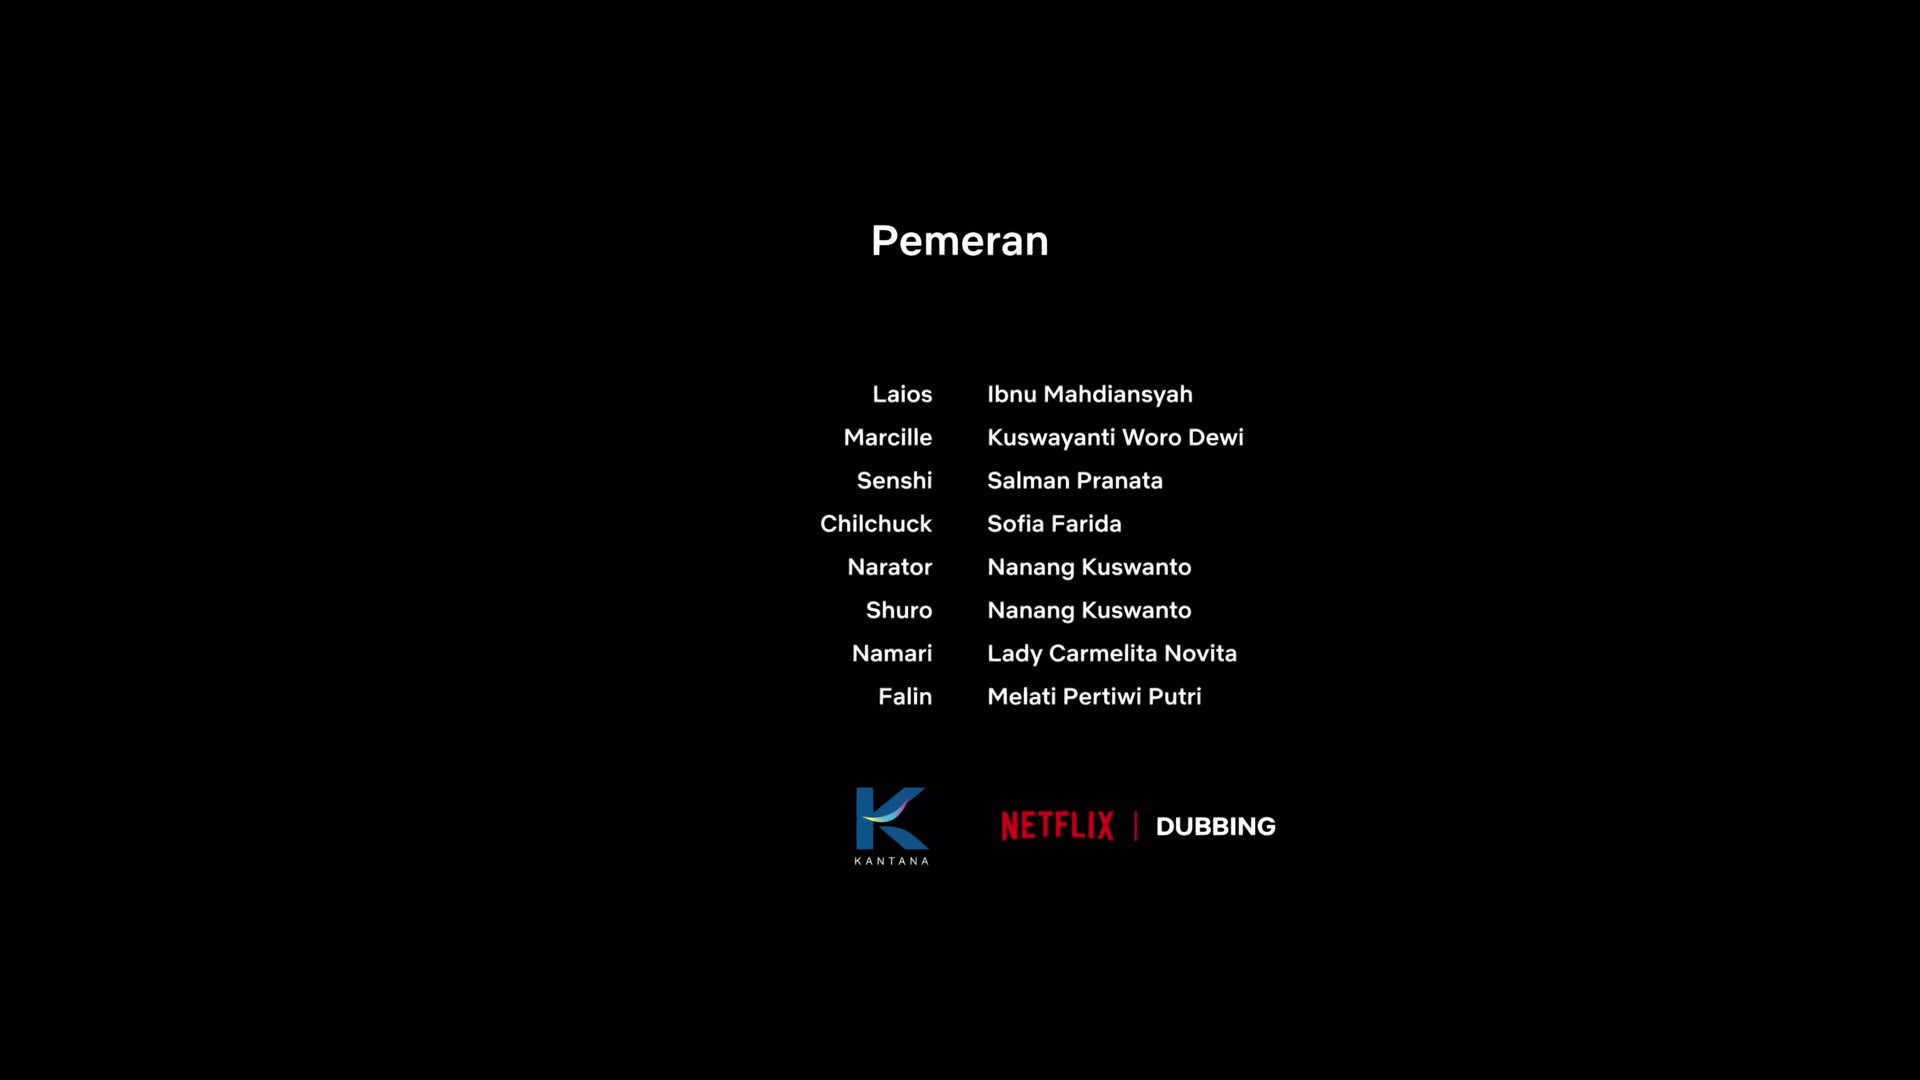 Pemeran
Laios Ibnu Mahdiansyah
Marcille Kuswayanti Woro Dewi
Senshi Salman Pranata
Chilchuck Sofia Farida
Narator Nanang Kuswanto
Shuro Nanang Kuswanto
Namari Lady Carmelita Novita
Falin Melati Pertiwi Putri
KANTANA
NETFLIX | DUBBING